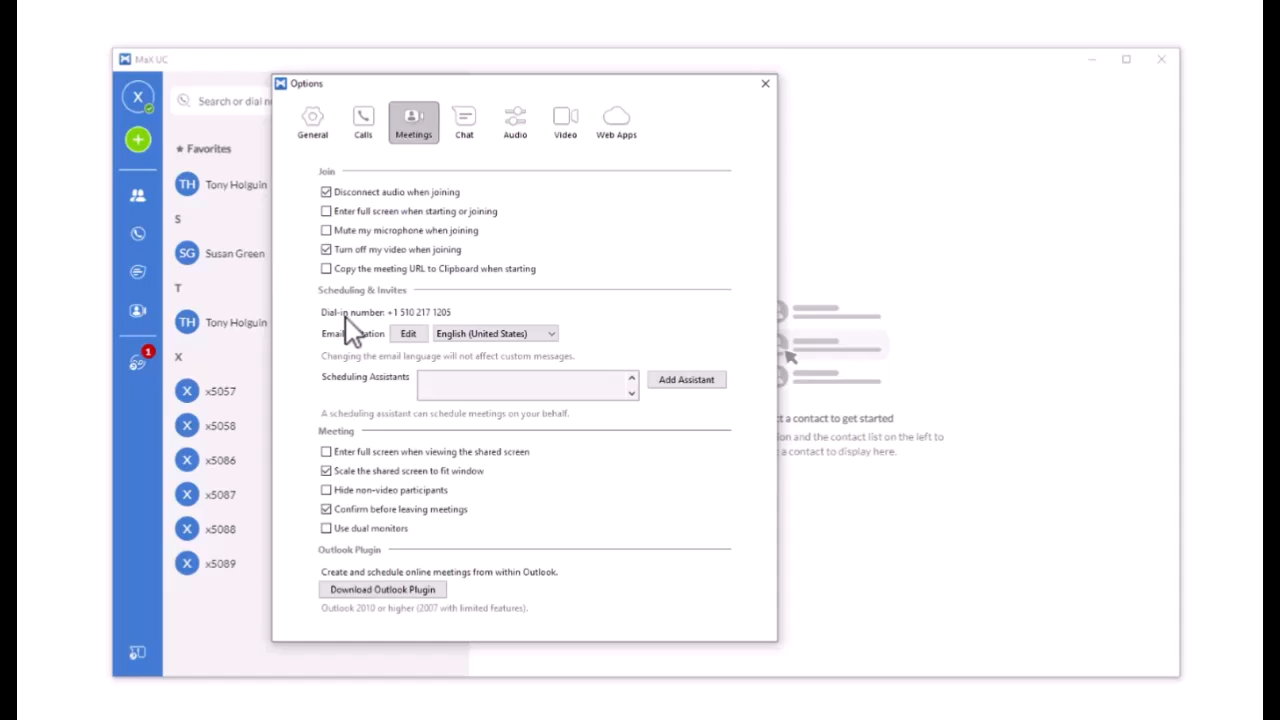 MaX UC
Options
X
Search or dial n
General
Calls
Meetings
Chat
Audio
Video
Web Apps
★ Favorites
TH Tony Holguin
S
SG Susan Green
T
TH Tony Holguin
X
X x5057
X x5058
X x5086
X x5087
X x5088
X x5089
1
Join
Disconnect audio when joining
Enter full screen when starting or joining
Mute my microphone when joining
Turn off my video when joining
Copy the meeting URL to Clipboard when starting
Scheduling & Invites
Dial-in number: +1 510 217 1205
Email ation Edit English (United States)
Changing the email language will not affect custom messages.
Scheduling Assistants Add Assistant
A scheduling assistant can schedule meetings on your behalf.
Meeting
Enter full screen when viewing the shared screen
Scale the shared screen to fit window
Hide non-video participants
Confirm before leaving meetings
Use dual monitors
Outlook Plugin
Create and schedule online meetings from within Outlook.
Download Outlook Plugin
Outlook 2010 or higher (2007 with limited features).
t a contact to get started
ion and the contact list on the left to
a contact to display here.